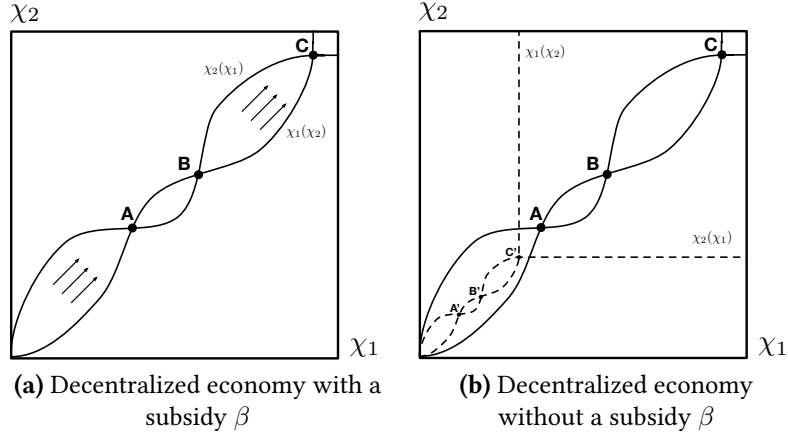 χ₂
C
χ₂(χ₁)
χ₁(χ₂)
B
A
χ₁
(a) Decentralized economy with a
subsidy β
χ₂
χ₁(χ₂)
C
B
A
χ₂(χ₁)
C'
B'
A'
χ₁
(b) Decentralized economy
without a subsidy β